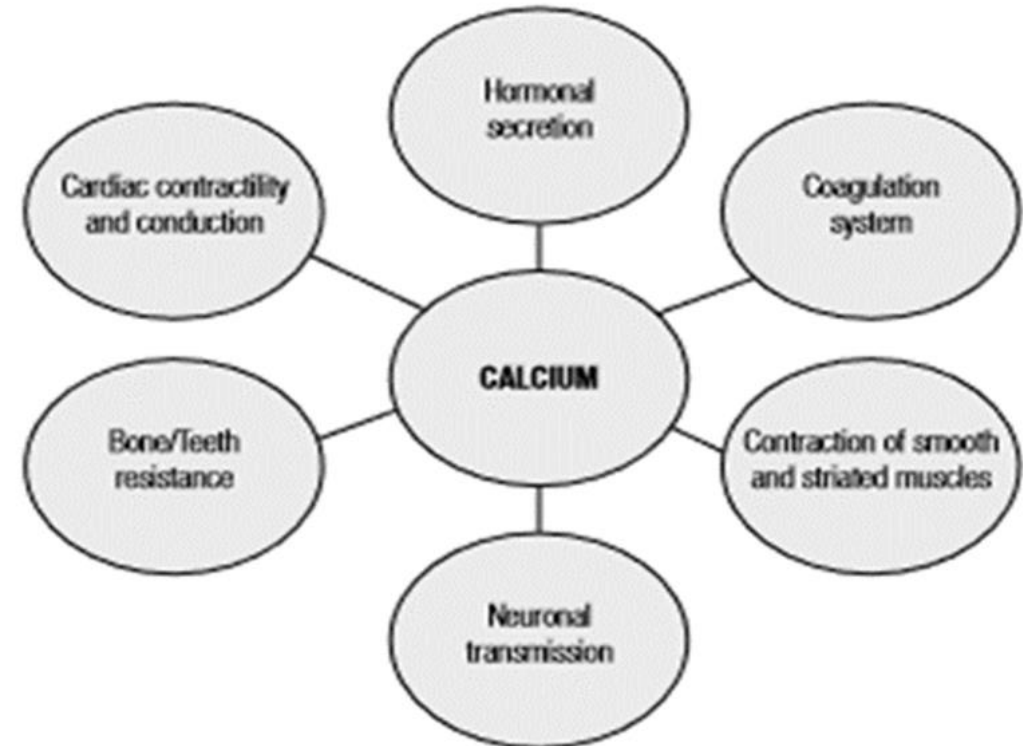 Hormonal
secretion
Cardiac contractility
and conduction
Coagulation
system
CALCIUM
Bone/Teeth
resistance
Contraction of smooth
and striated muscles
Neuronal
transmission